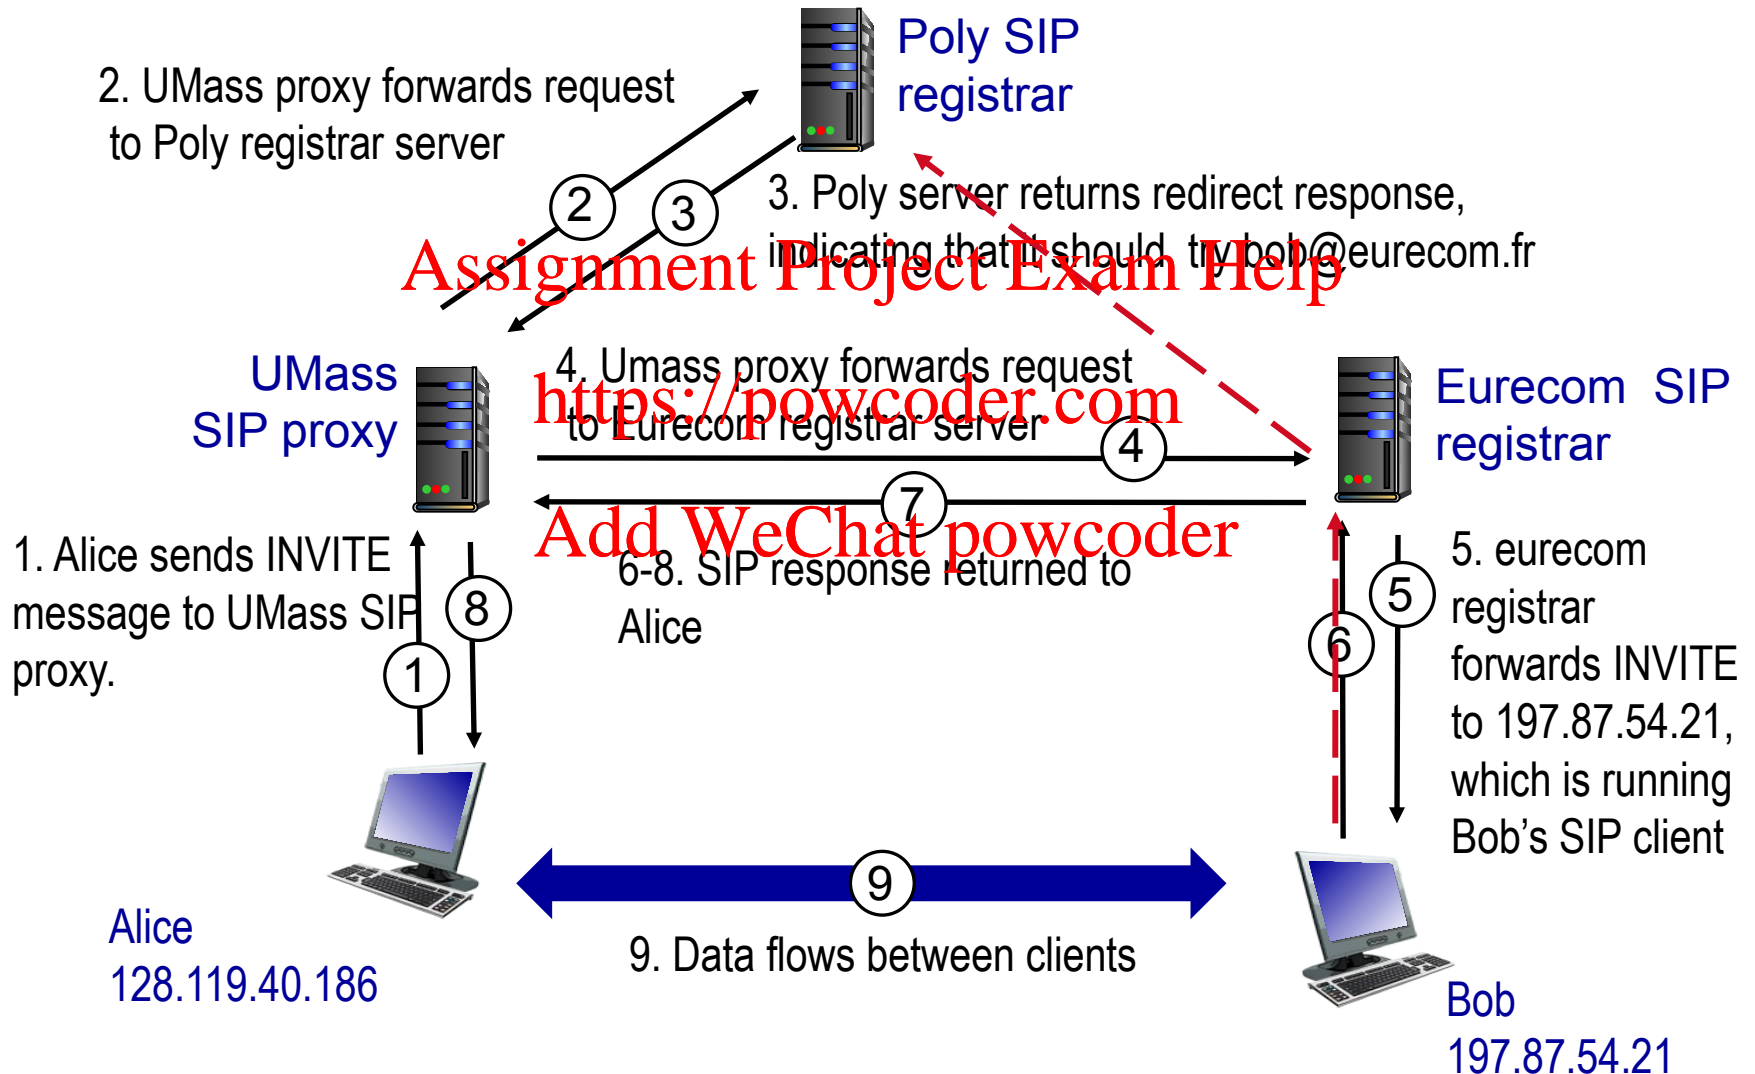 Poly SIP
registrar
2. UMass proxy forwards request
to Poly registrar server
2
3
3. Poly server returns redirect response,
indicating that it should try bob@eurecom.fr
Assignment Project Exam Help
UMass
SIP proxy
4. Umass proxy forwards request
to Eurecom registrar server
https://powcoder.com
4
Eurecom SIP
registrar
7
Add WeChat powcoder
1. Alice sends INVITE
message to UMass SIP
proxy.
8
1
6-8. SIP response returned to
Alice
6
5
5. eurecom
registrar
forwards INVITE
to 197.87.54.21,
which is running
Bob's SIP client
9
9. Data flows between clients
Alice
128.119.40.186
Bob
197.87.54.21